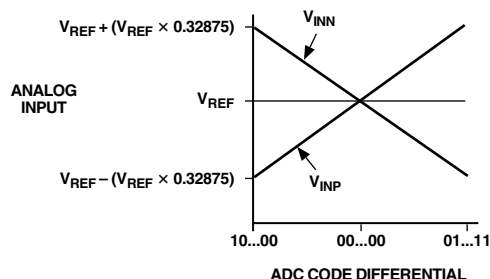 V_INN
V_REF + (V_REF × 0.32875)
ANALOG
INPUT
V_REF
V_REF – (V_REF × 0.32875)
V_INP
10...00
00...00
01...11
ADC CODE DIFFERENTIAL